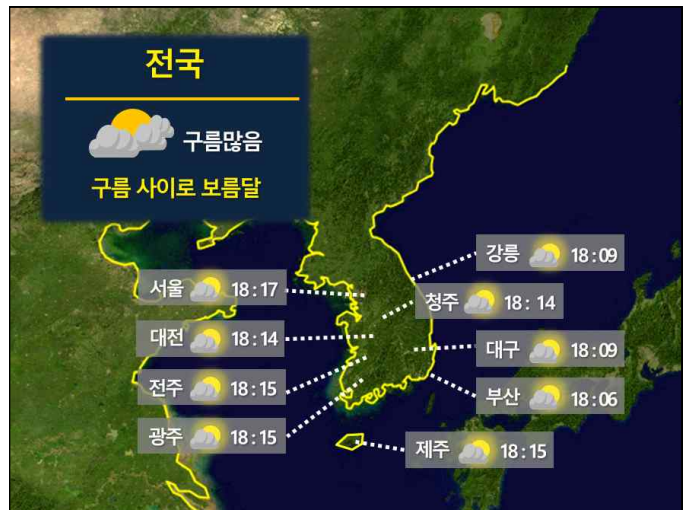 전국
구름많음
구름 사이로 보름달
강릉 18:09
서울 18:17
청주 18:14
대전 18:14
대구 18:09
전주 18:15
부산 18:06
광주 18:15
제주 18:15